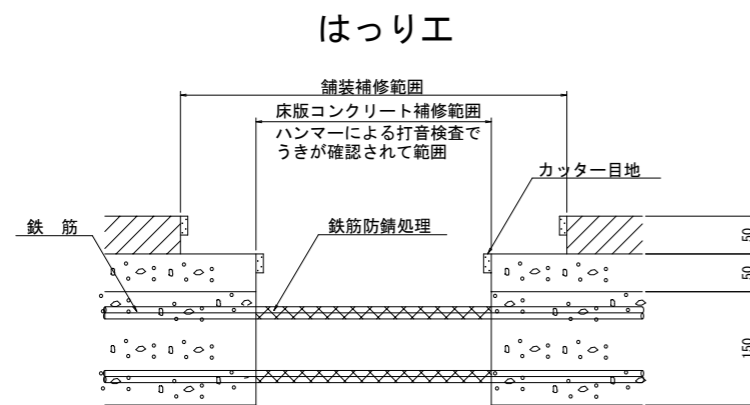 はっり工
舗装補修範囲
床版コンクリート補修範囲
ハンマーによる打音検査で
うきが確認されて範囲
カッター目地
鉄 筋
鉄筋防錆処理
50
50
150